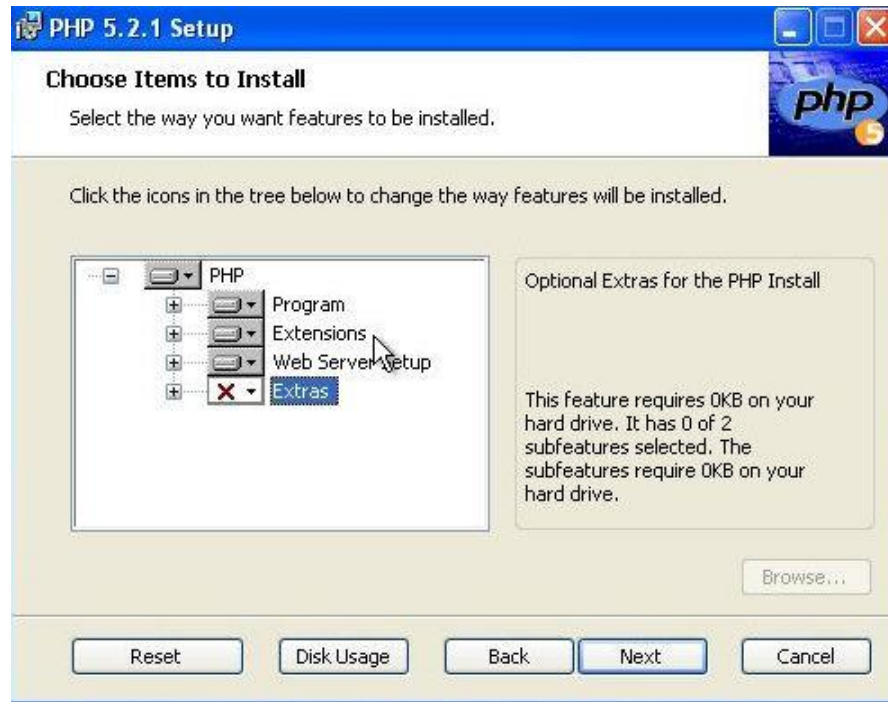 PHP 5.2.1 Setup
Choose Items to Install
Select the way you want features to be installed.
php
5
Click the icons in the tree below to change the way features will be installed.
PHP
Program
Extensions
Web Server Setup
Extras
Optional Extras for the PHP Install
This feature requires 0KB on your
hard drive. It has 0 of 2
subfeatures selected. The
subfeatures require 0KB on your
hard drive.
Browse...
Reset
Disk Usage
Back
Next
Cancel